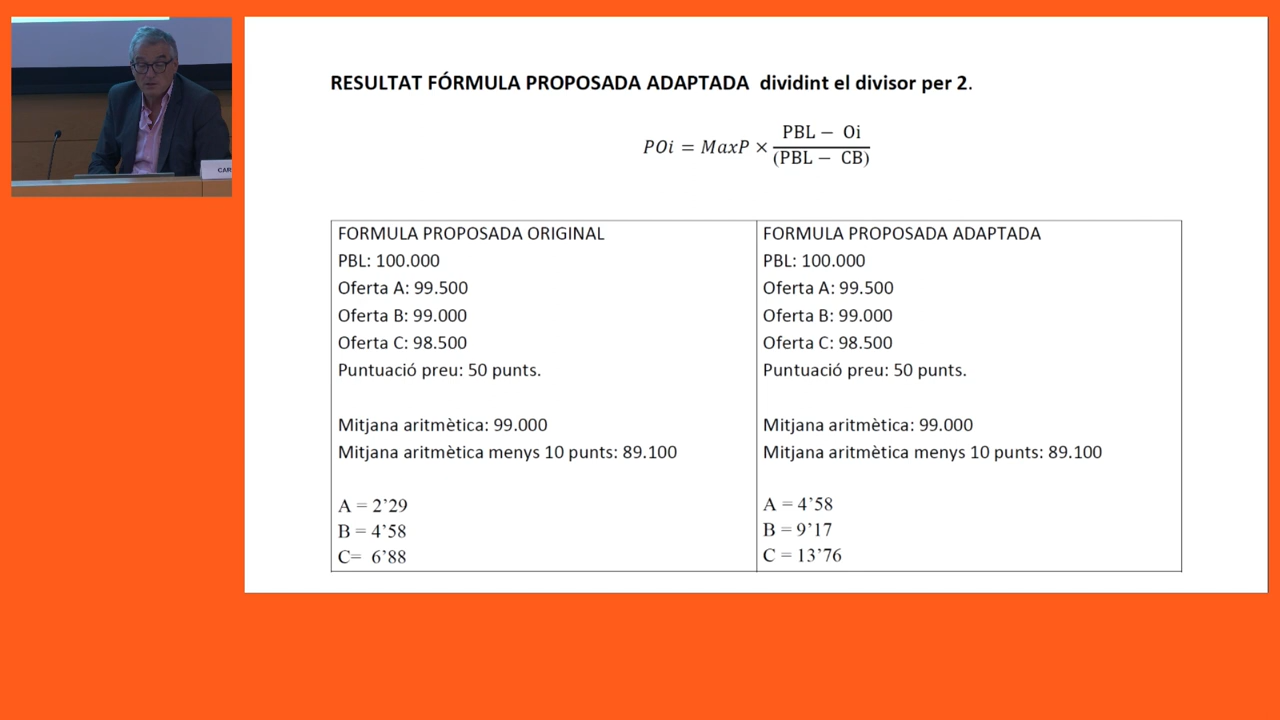 RESULTAT FÓRMULA PROPOSADA ADAPTADA dividint el divisor per 2.
POi = MaxP × (PBL − Oi) / (PBL − CB)
FORMULA PROPOSADA ORIGINAL
PBL: 100.000
Oferta A: 99.500
Oferta B: 99.000
Oferta C: 98.500
Puntuació preu: 50 punts.
Mitjana aritmètica: 99.000
Mitjana aritmètica menys 10 punts: 89.100
A = 2’29
B = 4’58
C= 6’88
FORMULA PROPOSADA ADAPTADA
PBL: 100.000
Oferta A: 99.500
Oferta B: 99.000
Oferta C: 98.500
Puntuació preu: 50 punts.
Mitjana aritmètica: 99.000
Mitjana aritmètica menys 10 punts: 89.100
A = 4’58
B = 9’17
C = 13’76
CAR